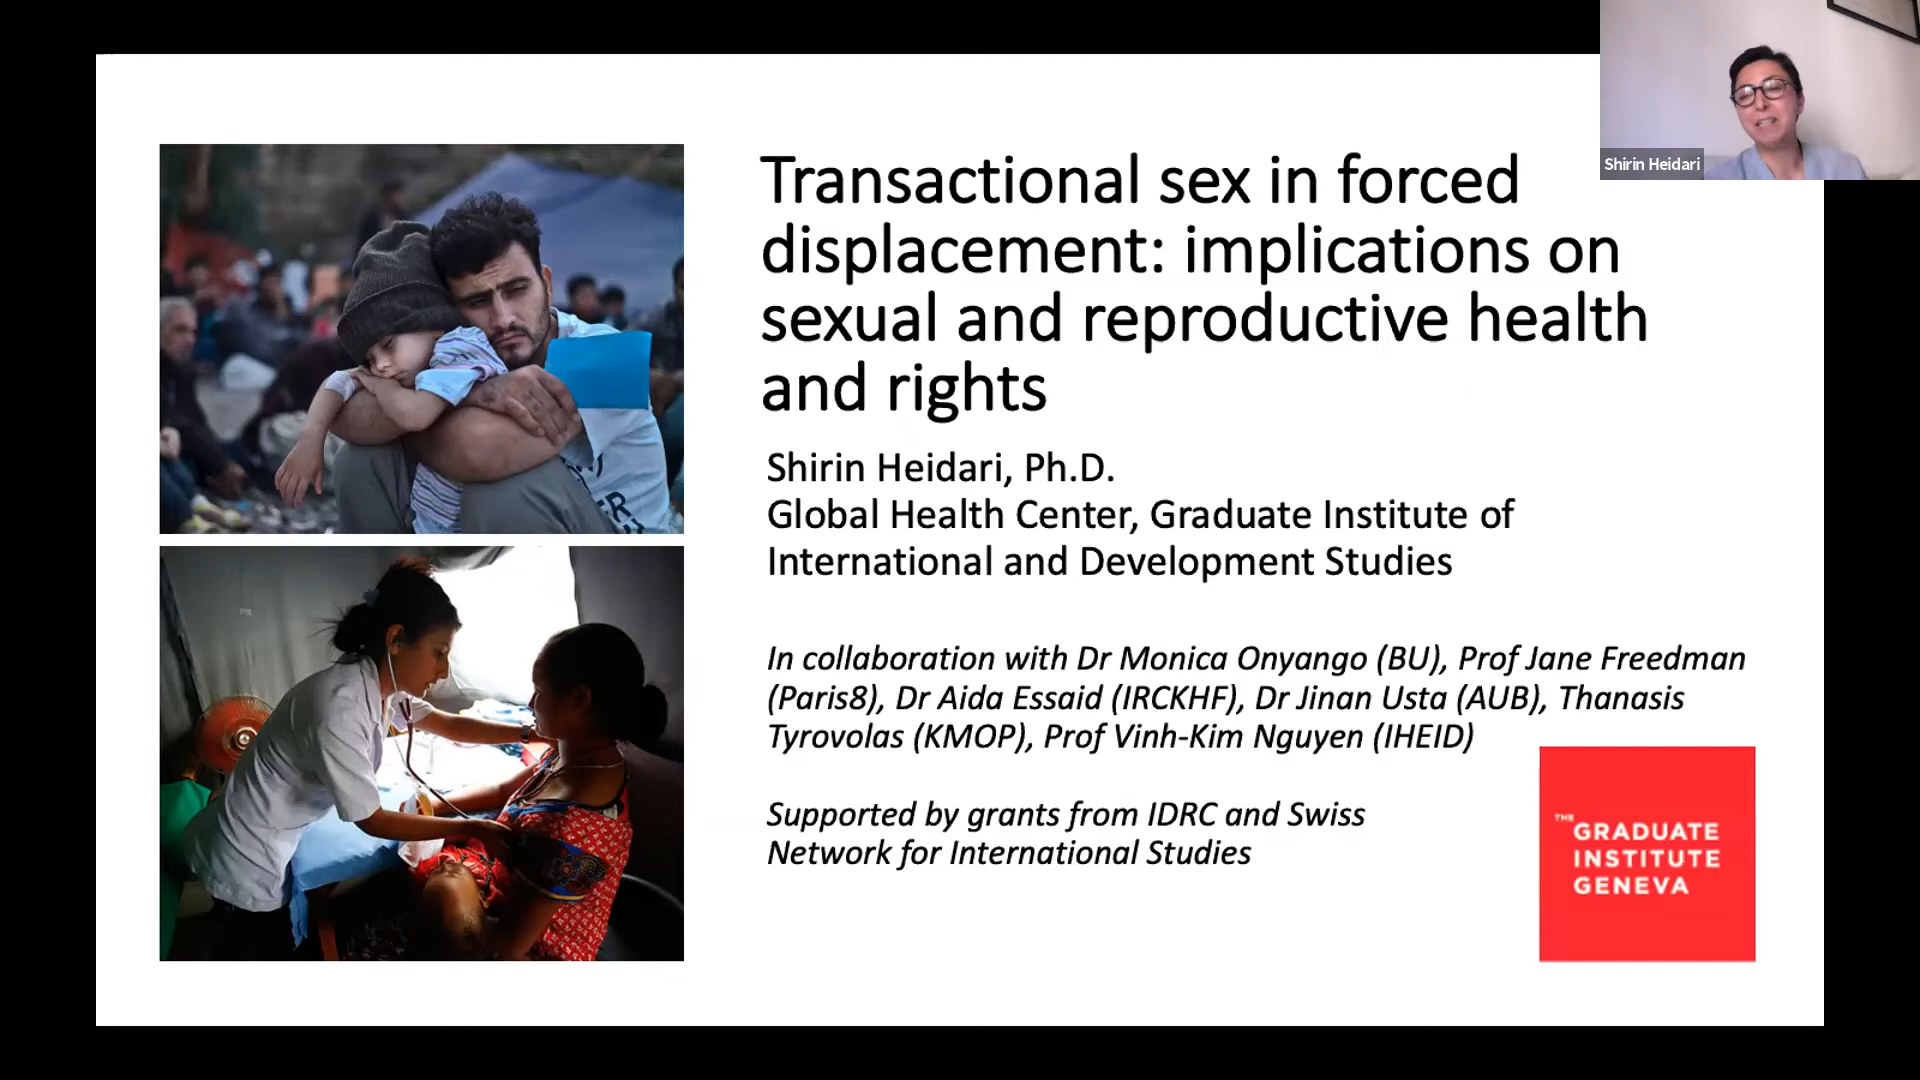 Shirin Heidari
Transactional sex in forced
displacement: implications on
sexual and reproductive health
and rights
Shirin Heidari, Ph.D.
Global Health Center, Graduate Institute of
International and Development Studies
In collaboration with Dr Monica Onyango (BU), Prof Jane Freedman
(Paris8), Dr Aida Essaid (IRCKHF), Dr Jinan Usta (AUB), Thanasis
Tyrovolas (KMOP), Prof Vinh-Kim Nguyen (IHEID)
Supported by grants from IDRC and Swiss
Network for International Studies
THE
GRADUATE
INSTITUTE
GENEVA